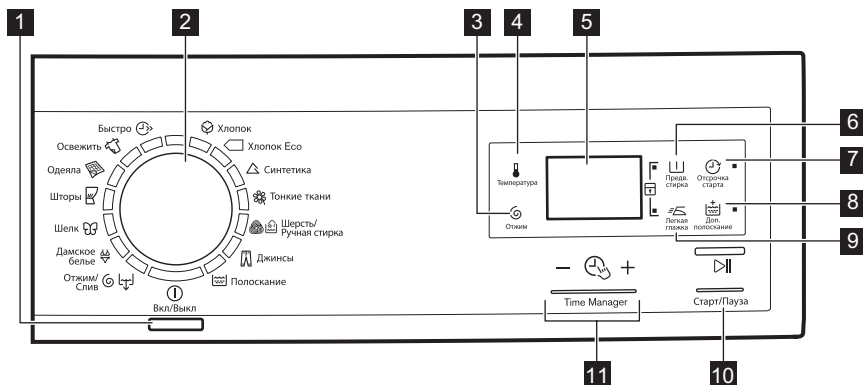 1
2
3
4
5
6
7
8
9
10
11
Быстро
Освежить
Одеяла
Шторы
Шелк
Дамское
белье
Отжим/
Слив
Вкл/Выкл
Хлопок
Хлопок Eco
Синтетика
Тонкие ткани
Шерсть/
Ручная стирка
Джинсы
Полоскание
Температура
Отжим
Предв.
стирка
Отсрочка
старта
Легкая
глажка
Доп.
полоскание
Time Manager
Старт/Пауза